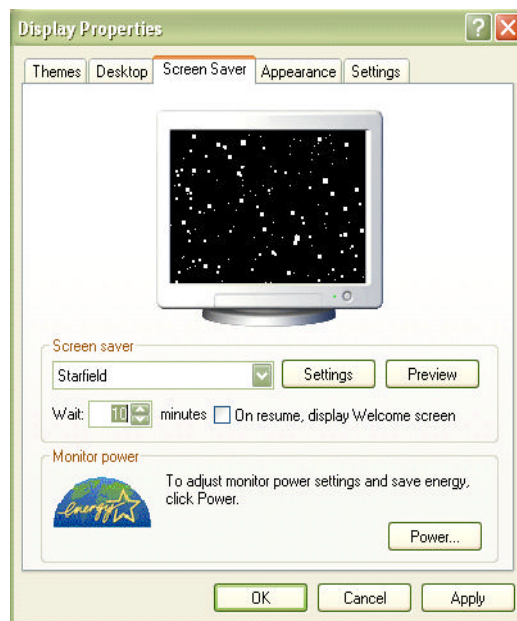 Display Properties
Themes Desktop Screen Saver Appearance Settings
Screen saver
Starfield Settings Preview
Wait: 10 minutes On resume, display Welcome screen
Monitor power
energy
To adjust monitor power settings and save energy,
click Power.
Power...
OK Cancel Apply